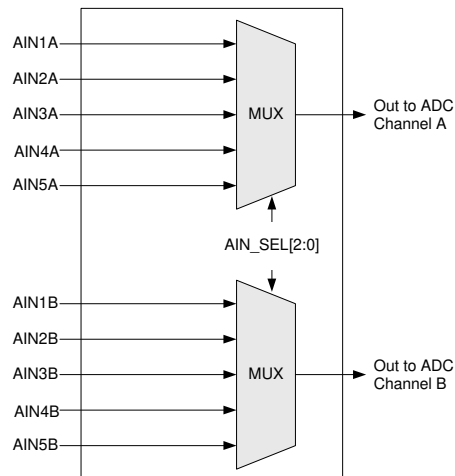 AIN1A
AIN2A
AIN3A
AIN4A
AIN5A
MUX
Out to ADC
Channel A
AIN_SEL[2:0]
AIN1B
AIN2B
AIN3B
AIN4B
AIN5B
MUX
Out to ADC
Channel B